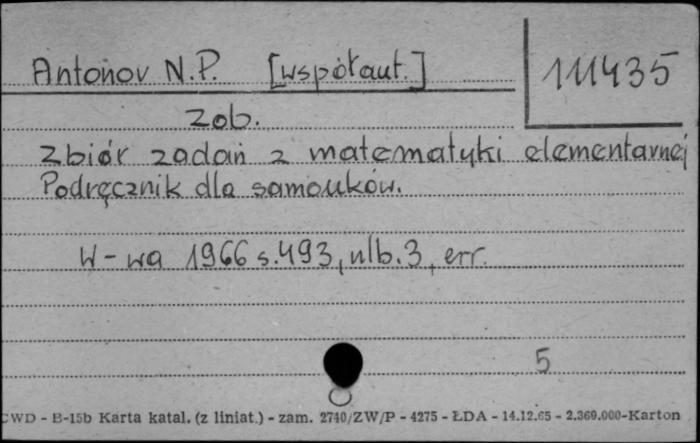 Antonov N.P. [współaut.] 111435
zob.
Zbiór zadań z matematyki elementarnej
Podręcznik dla samouków.
W-wa 1966 s.493, nlb.3, err.
5
CWD - B-15b Karta katal. (z liniat.) - zam. 2740/ZW/P - 4275 - ŁDA - 14.12.65 - 2.369.000-Karton